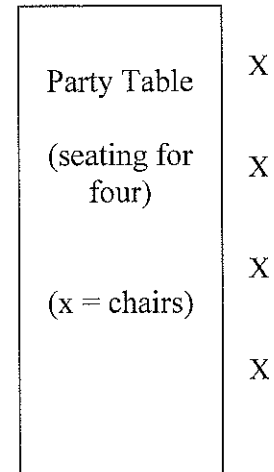 Party Table
X
(seating for
four)
X
(x = chairs)
X
X